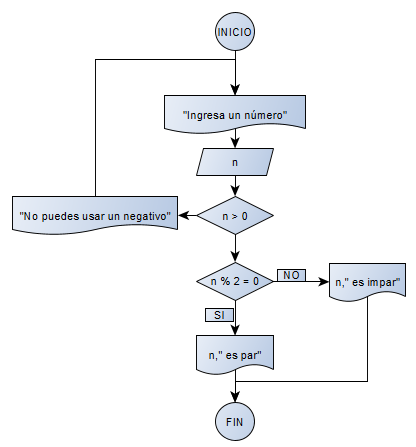 INICIO
"Ingresa un número"
n
"No puedes usar un negativo"
n > 0
n % 2 = 0
NO
n," es impar"
SI
n," es par"
FIN